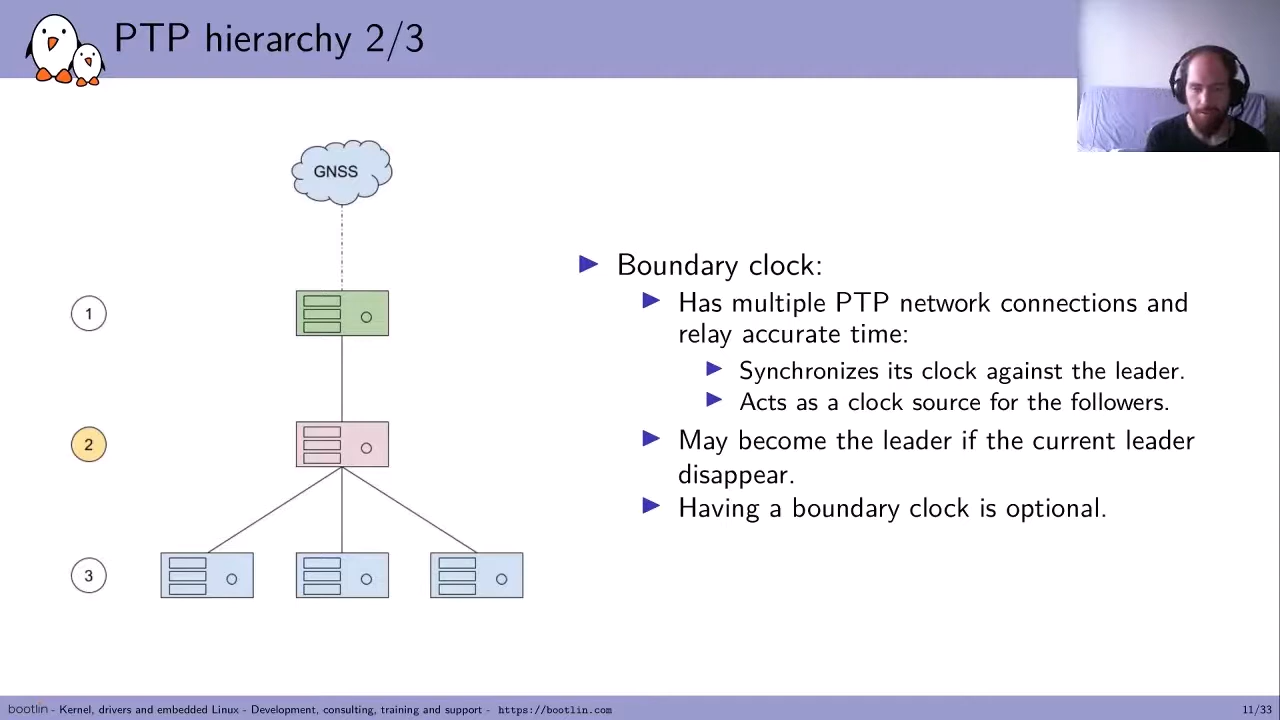 PTP hierarchy 2/3
GNSS
1
2
3
Boundary clock:
Has multiple PTP network connections and
relay accurate time:
Synchronizes its clock against the leader.
Acts as a clock source for the followers.
May become the leader if the current leader
disappear.
Having a boundary clock is optional.
bootlin - Kernel, drivers and embedded Linux - Development, consulting, training and support - https://bootlin.com
11/33